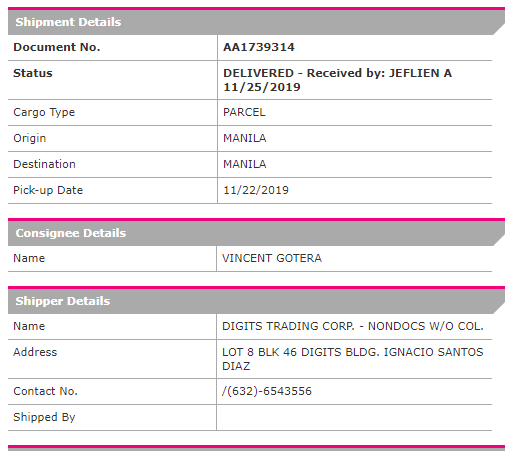 Shipment Details
Document No. AA1739314
Status DELIVERED - Received by: JEFLIEN A
11/25/2019
Cargo Type PARCEL
Origin MANILA
Destination MANILA
Pick-up Date 11/22/2019
Consignee Details
Name VINCENT GOTERA
Shipper Details
Name DIGITS TRADING CORP. - NONDOCS W/O COL.
Address LOT 8 BLK 46 DIGITS BLDG. IGNACIO SANTOS
DIAZ
Contact No. /(632)-6543556
Shipped By